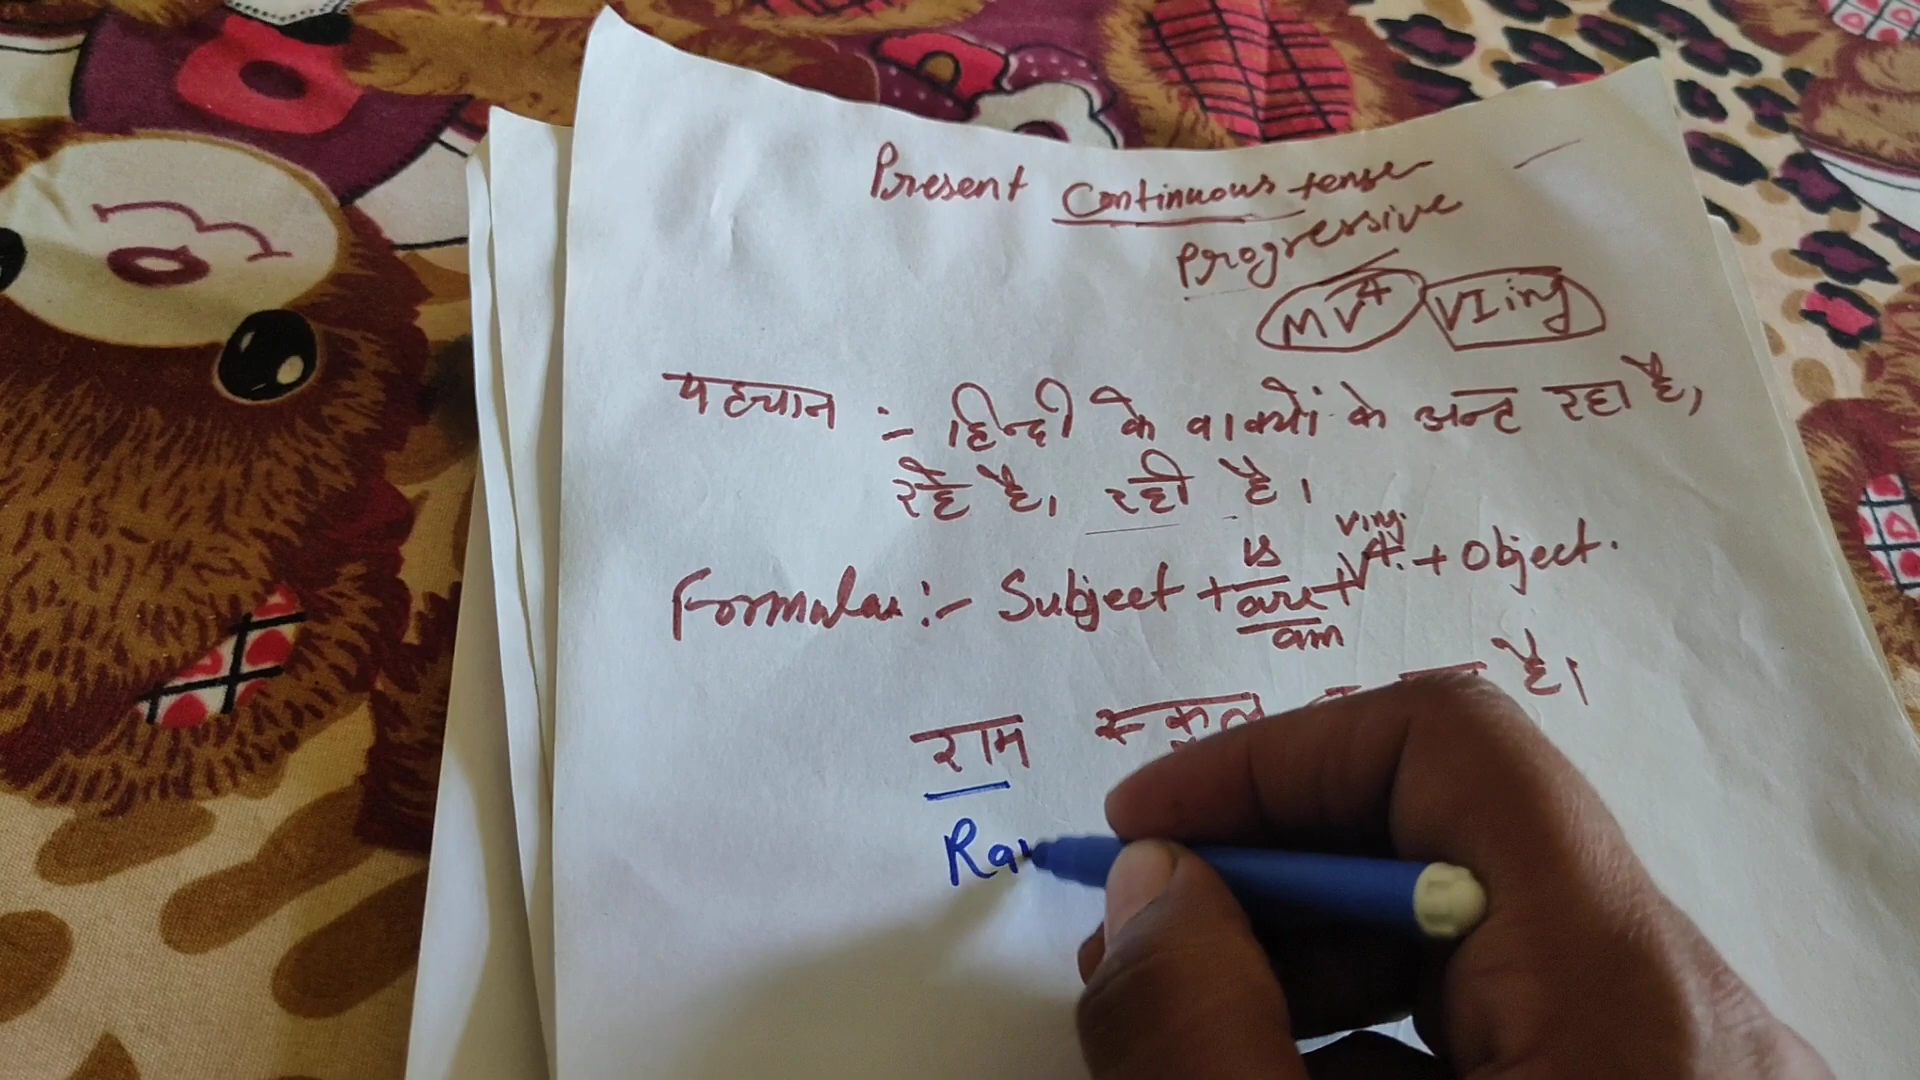 Present Continuous tense
Progressive
MV4 VIing
पहचान :- हिन्दी के वाक्यों के अन्ट रहा है,
रहे है, रही है।
Ving.
Formulas :- Subject + is are am + V4. + Object.
राम स्कूल है।
Ra